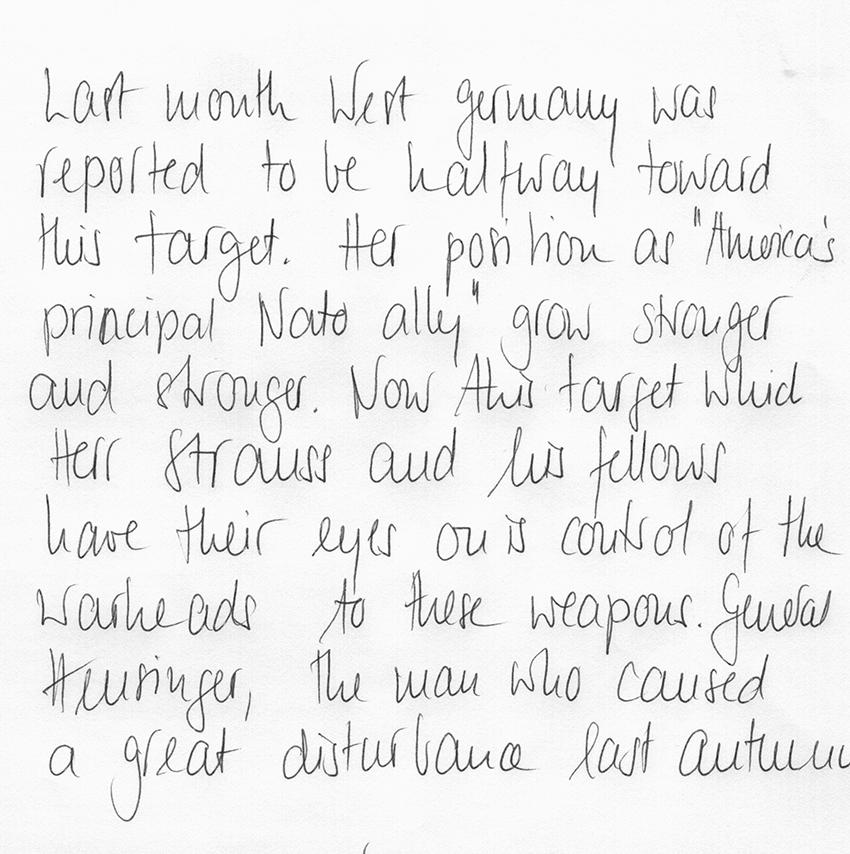 Last month West Germany was
reported to be halfway toward
this target. Her position as "America's
principal Nato ally" grow stronger
and stronger. Now this target which
Herr Strauss and his fellows
have their eyes on is control of the
warheads to these weapons. General
Heusinger, the man who caused
a great disturbance last autumn